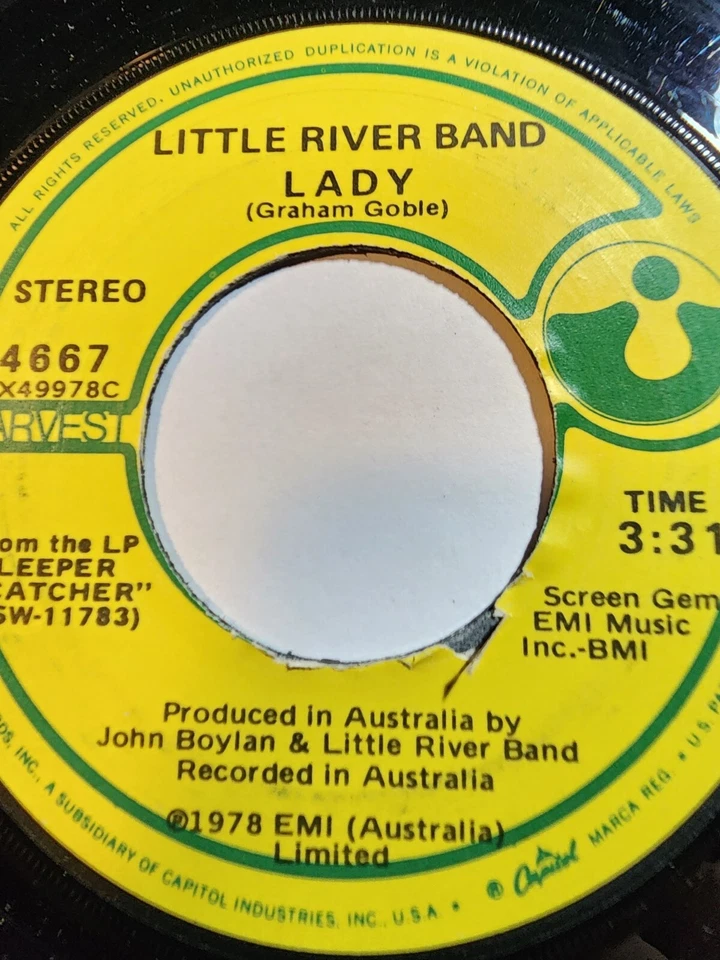 ALL RIGHTS RESERVED. UNAUTHORIZED DUPLICATION IS A VIOLATION OF APPLICABLE LAWS
LITTLE RIVER BAND
LADY
(Graham Goble)
STEREO
4667
X49978C
ARVEST
TIME
3:31
om the LP
LEEPER
CATCHER"
SW-11783)
Screen Gem
EMI Music
Inc.-BMI
Produced in Australia by
John Boylan & Little River Band
Recorded in Australia
℗1978 EMI (Australia)
Limited
DS, INC., A SUBSIDIARY OF CAPITOL INDUSTRIES, INC., U.S.A. • ® Capitol MARCA REG. • U.S. PA